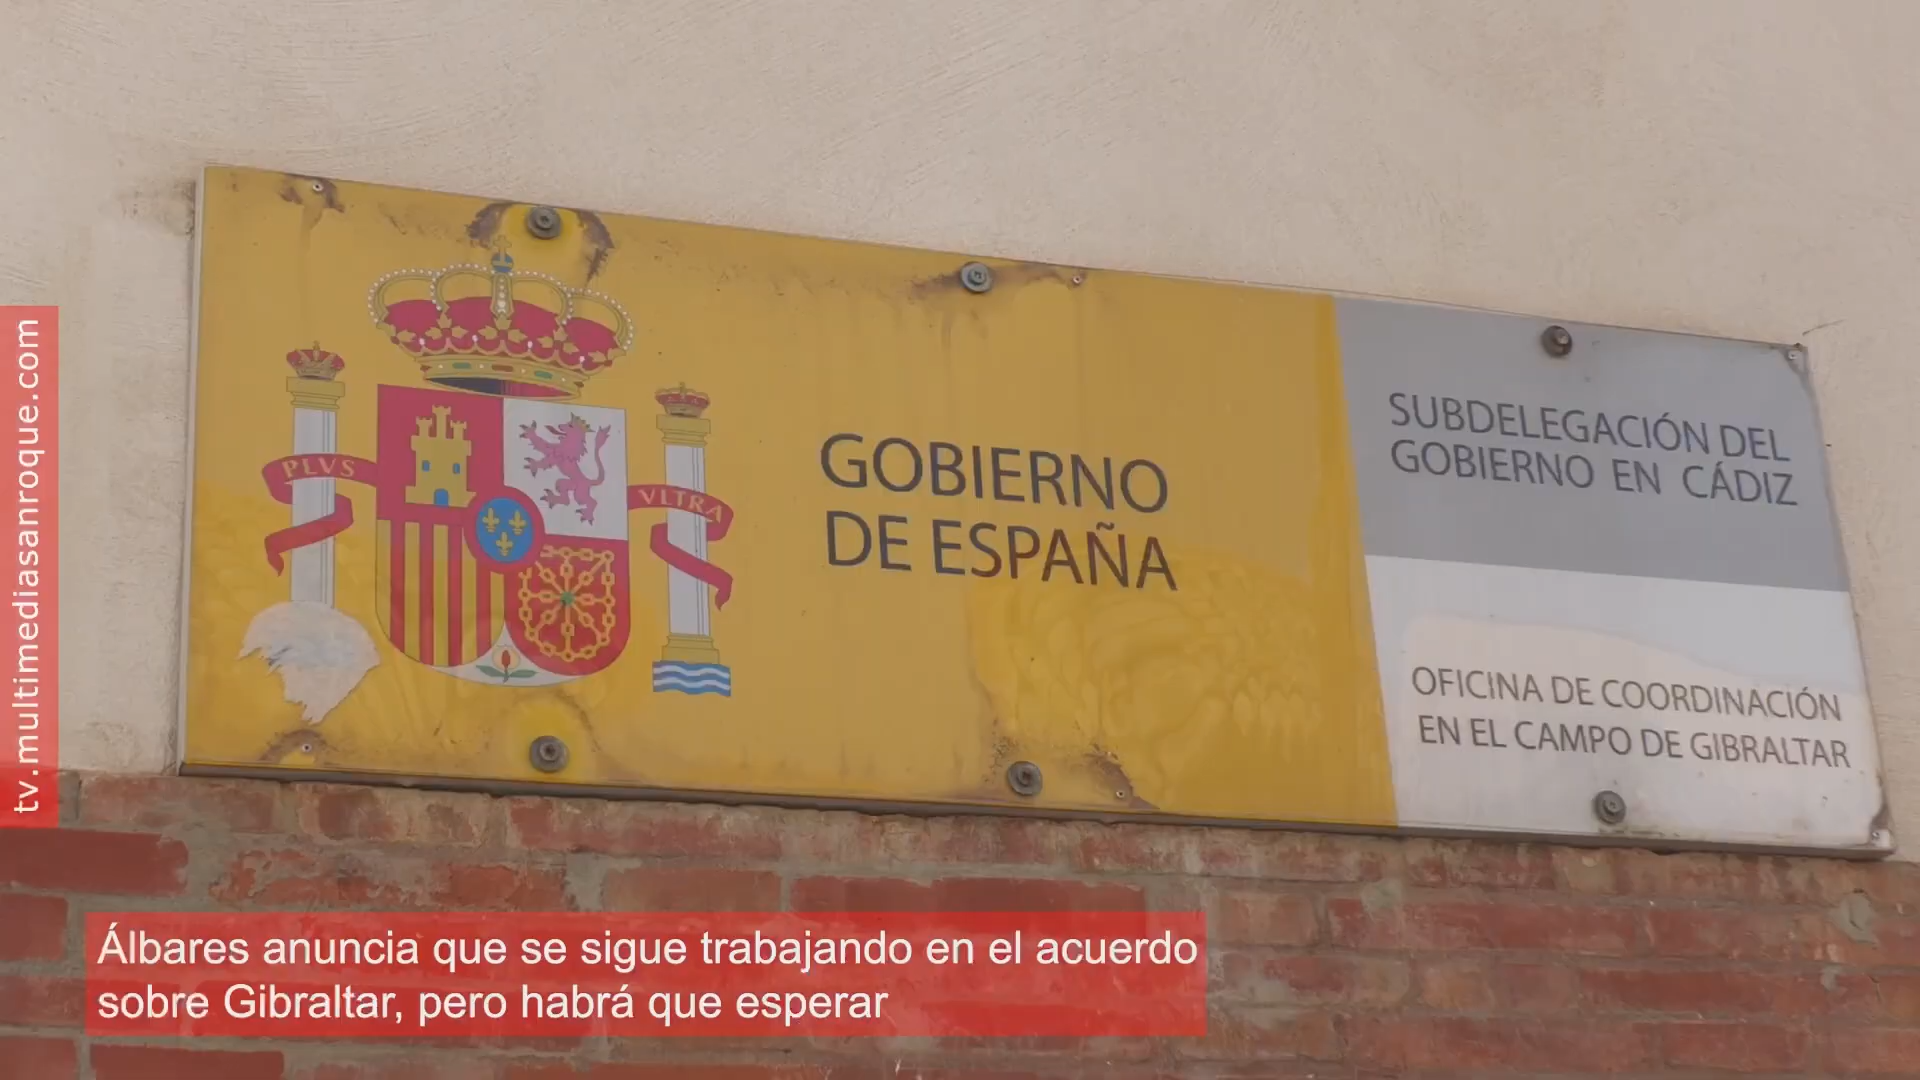 tv.multimediasanroque.com
PLVS
VLTRA
GOBIERNO
DE ESPAÑA
SUBDELEGACIÓN DEL
GOBIERNO EN CÁDIZ
OFICINA DE COORDINACIÓN
EN EL CAMPO DE GIBRALTAR
Álbares anuncia que se sigue trabajando en el acuerdo
sobre Gibraltar, pero habrá que esperar